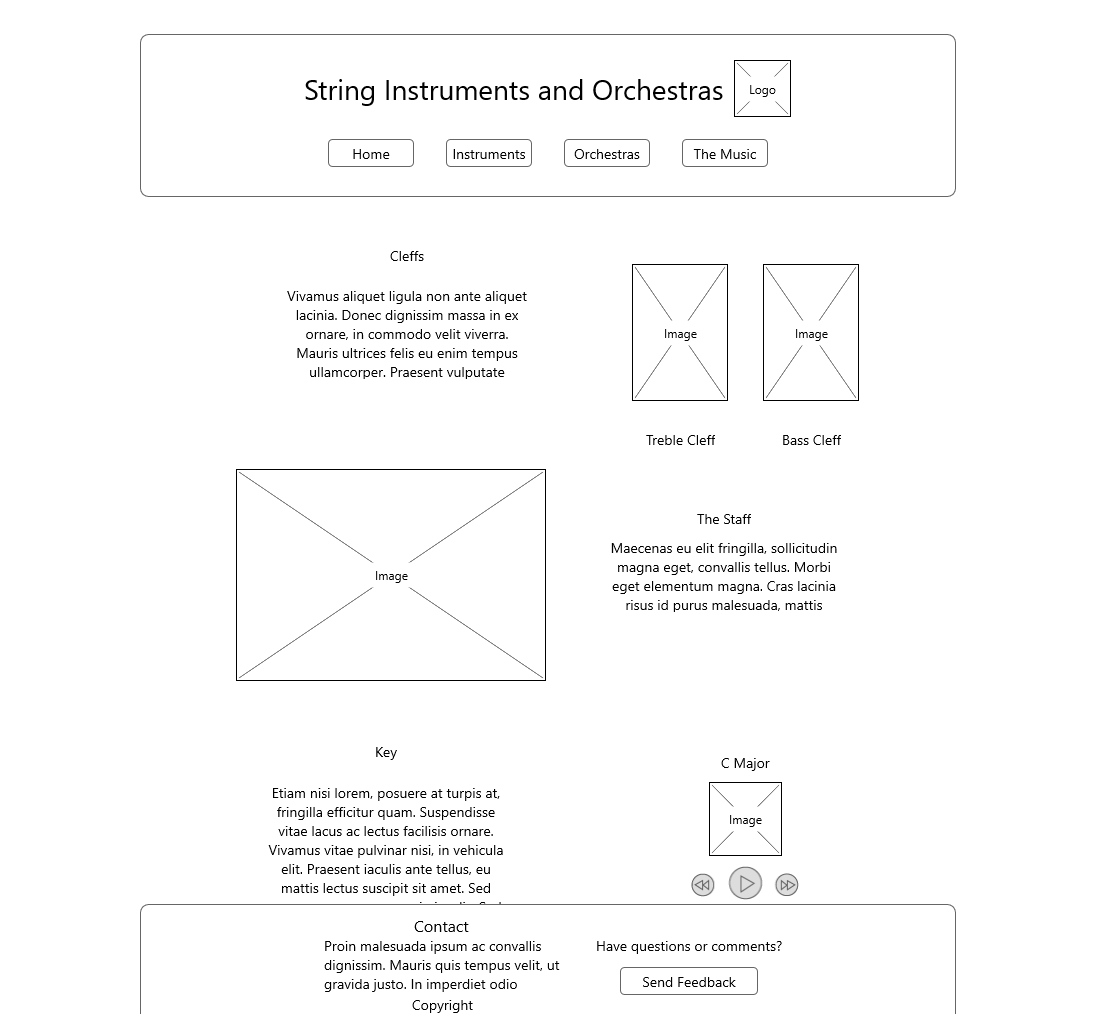 String Instruments and Orchestras
Logo
Home
Instruments
Orchestras
The Music
Cleffs
Vivamus aliquet ligula non ante aliquet
lacinia. Donec dignissim massa in ex
ornare, in commodo velit viverra.
Mauris ultrices felis eu enim tempus
ullamcorper. Praesent vulputate
Image
Image
Treble Cleff
Bass Cleff
Image
The Staff
Maecenas eu elit fringilla, sollicitudin
magna eget, convallis tellus. Morbi
eget elementum magna. Cras lacinia
risus id purus malesuada, mattis
Key
Etiam nisi lorem, posuere at turpis at,
fringilla efficitur quam. Suspendisse
vitae lacus ac lectus facilisis ornare.
Vivamus vitae pulvinar nisi, in vehicula
elit. Praesent iaculis ante tellus, eu
mattis lectus suscipit sit amet. Sed
C Major
Image
Contact
Proin malesuada ipsum ac convallis
dignissim. Mauris quis tempus velit, ut
gravida justo. In imperdiet odio
Copyright
Have questions or comments?
Send Feedback